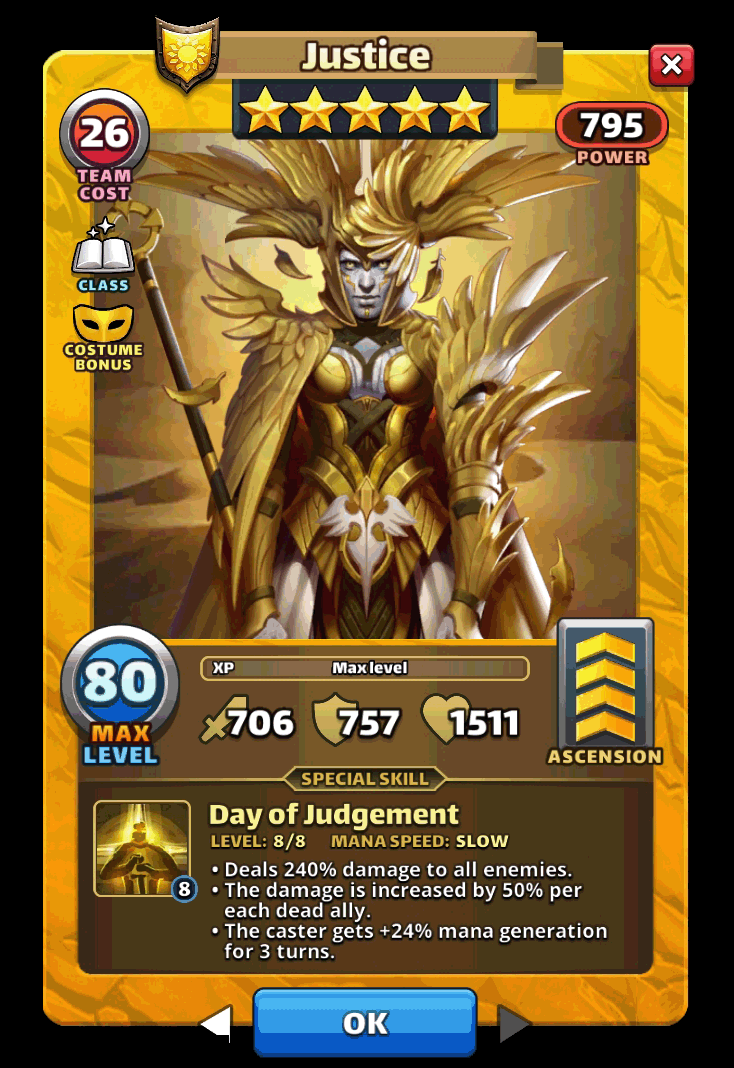 Justice
26
TEAM
COST
795
POWER
CLASS
COSTUME
BONUS
80
MAX
LEVEL
XP Max level
706 757 1511
ASCENSION
SPECIAL SKILL
Day of Judgement
LEVEL: 8/8 MANA SPEED: SLOW
8
• Deals 240% damage to all enemies.
• The damage is increased by 50% per
each dead ally.
• The caster gets +24% mana generation
for 3 turns.
OK